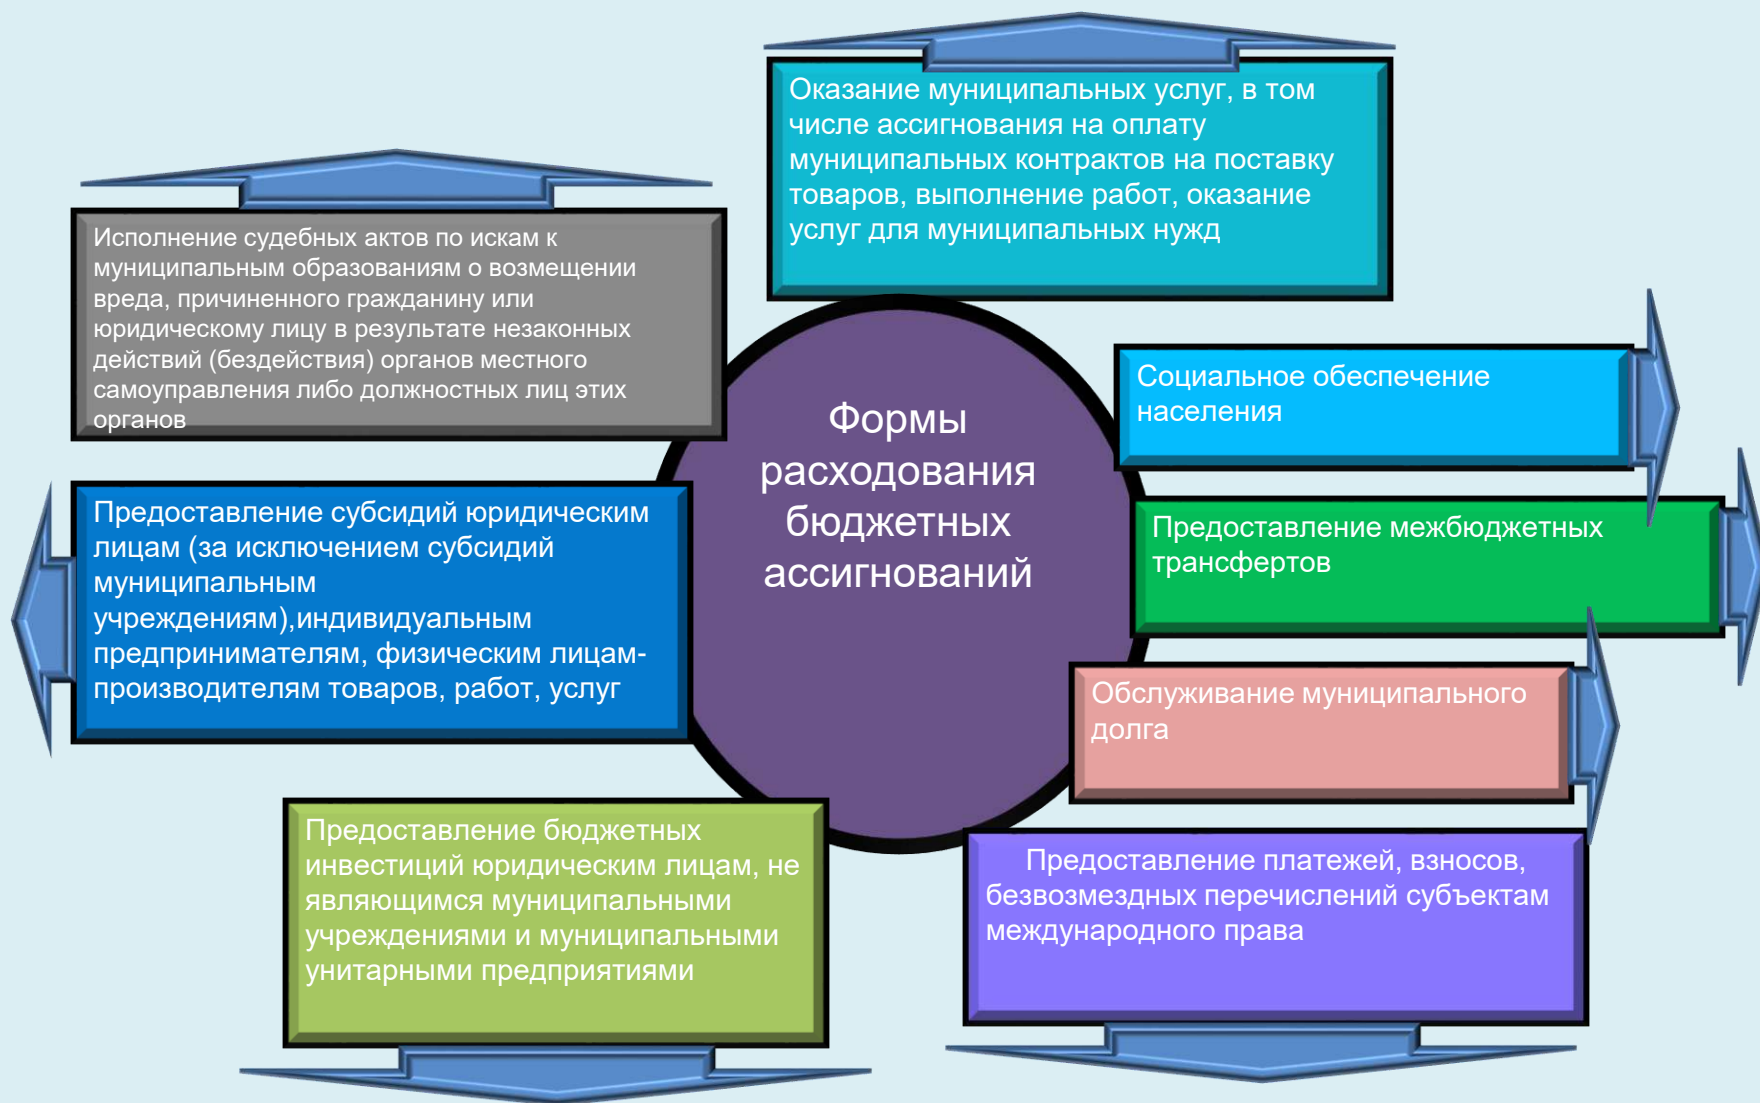 Оказание муниципальных услуг, в том
числе ассигнования на оплату
муниципальных контрактов на поставку
товаров, выполнение работ, оказание
услуг для муниципальных нужд
Исполнение судебных актов по искам к
муниципальным образованиям о возмещении
вреда, причиненного гражданину или
юридическому лицу в результате незаконных
действий (бездействия) органов местного
самоуправления либо должностных лиц этих
органов
Формы
расходования
бюджетных
ассигнований
Социальное обеспечение
населения
Предоставление субсидий юридическим
лицам (за исключением субсидий
муниципальным
учреждениям),индивидуальным
предпринимателям, физическим лицам-
производителям товаров, работ, услуг
Предоставление межбюджетных
трансфертов
Обслуживание муниципального
долга
Предоставление бюджетных
инвестиций юридическим лицам, не
являющимся муниципальными
учреждениями и муниципальными
унитарными предприятиями
Предоставление платежей, взносов,
безвозмездных перечислений субъектам
международного права